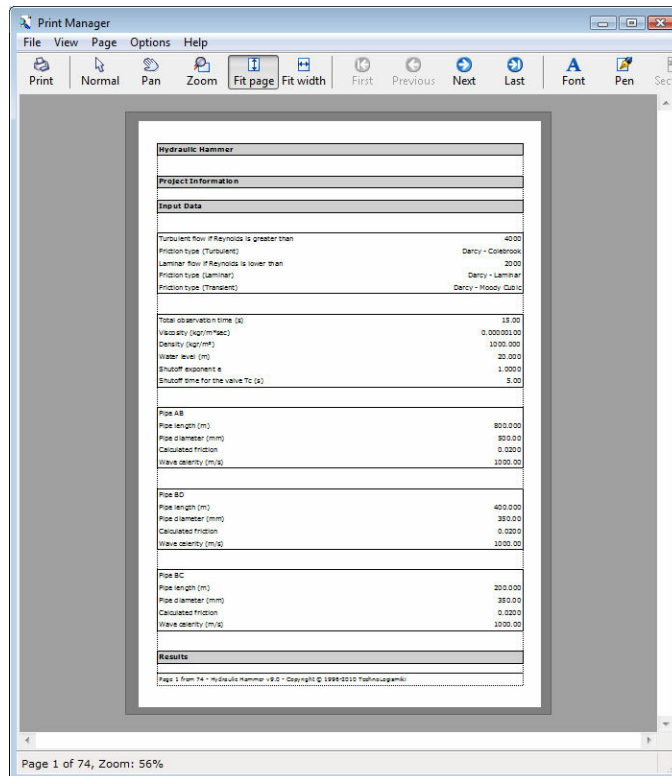 Print Manager
File View Page Options Help
Print Normal Pan Zoom Fit page Fit width First Previous Next Last Font Pen Sec
Hydraulic Hammer
Project Information
Input Data
Turbulent flow if Reynolds is greater than 4000
Friction type (Turbulent) Darcy - Colebrook
Laminar flow if Reynolds is lower than 2000
Friction type (Laminar) Darcy - Laminar
Friction type (Transient) Darcy - Moody Cubic
Total observation time (s) 15.00
Viscosity (kgr/m*sec) 0.00000100
Density (kgr/m³) 1000.000
Water level (m) 20.000
Shutoff exponent e 1.0000
Shutoff time for the valve Tc (s) 5.00
Pipe AB
Pipe length (m) 800.000
Pipe diameter (mm) 500.00
Calculated friction 0.0200
Wave celerity (m/s) 1000.00
Pipe BD
Pipe length (m) 400.000
Pipe diameter (mm) 350.00
Calculated friction 0.0200
Wave celerity (m/s) 1000.00
Pipe BC
Pipe length (m) 200.000
Pipe diameter (mm) 350.00
Calculated friction 0.0200
Wave celerity (m/s) 1000.00
Results
Page 1 from 74 - Hydraulic Hammer v9.0 - Copyright © 1998-2010 TechnoLogismiki
Page 1 of 74, Zoom: 56%